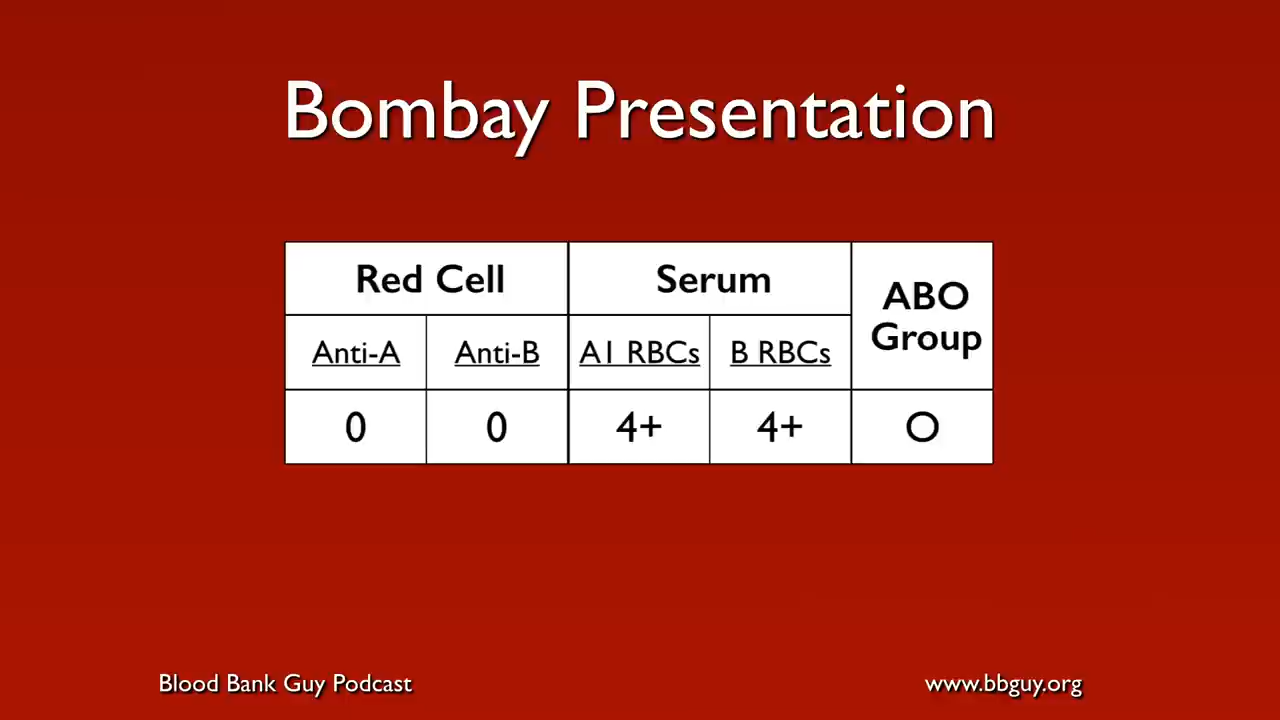 Bombay Presentation
Red Cell Serum ABO Group
Anti-A Anti-B A1 RBCs B RBCs
0 0 4+ 4+ O
Blood Bank Guy Podcast www.bbguy.org